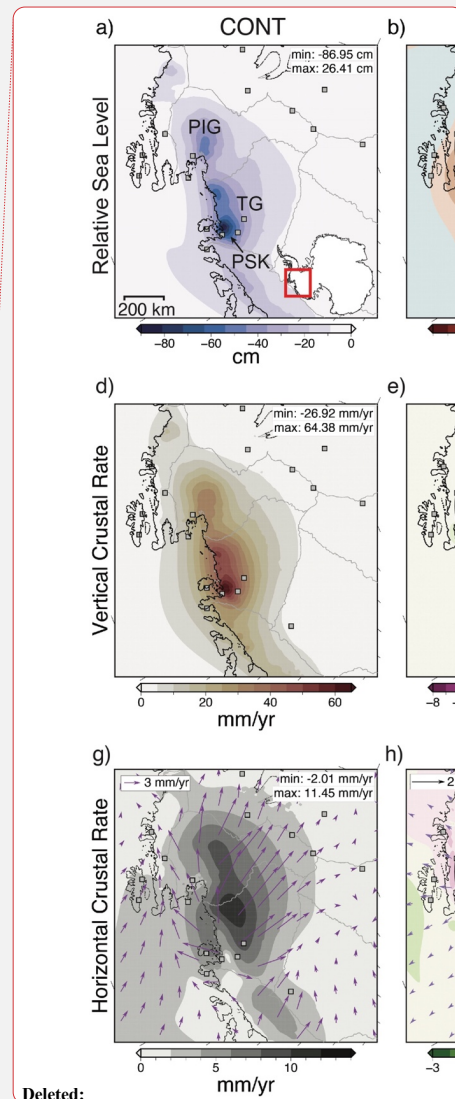 CONT
a)
b)
min: -86.95 cm
max: 26.41 cm
Relative Sea Level
PIG
TG
PSK
200 km
−80 −60 −40 −20 0
cm
d)
e)
min: -26.92 mm/yr
max: 64.38 mm/yr
Vertical Crustal Rate
0 20 40 60
mm/yr
−8
g)
h)
3 mm/yr
min: -2.01 mm/yr
max: 11.45 mm/yr
2
Horizontal Crustal Rate
0 5 10
mm/yr
−3
Deleted: